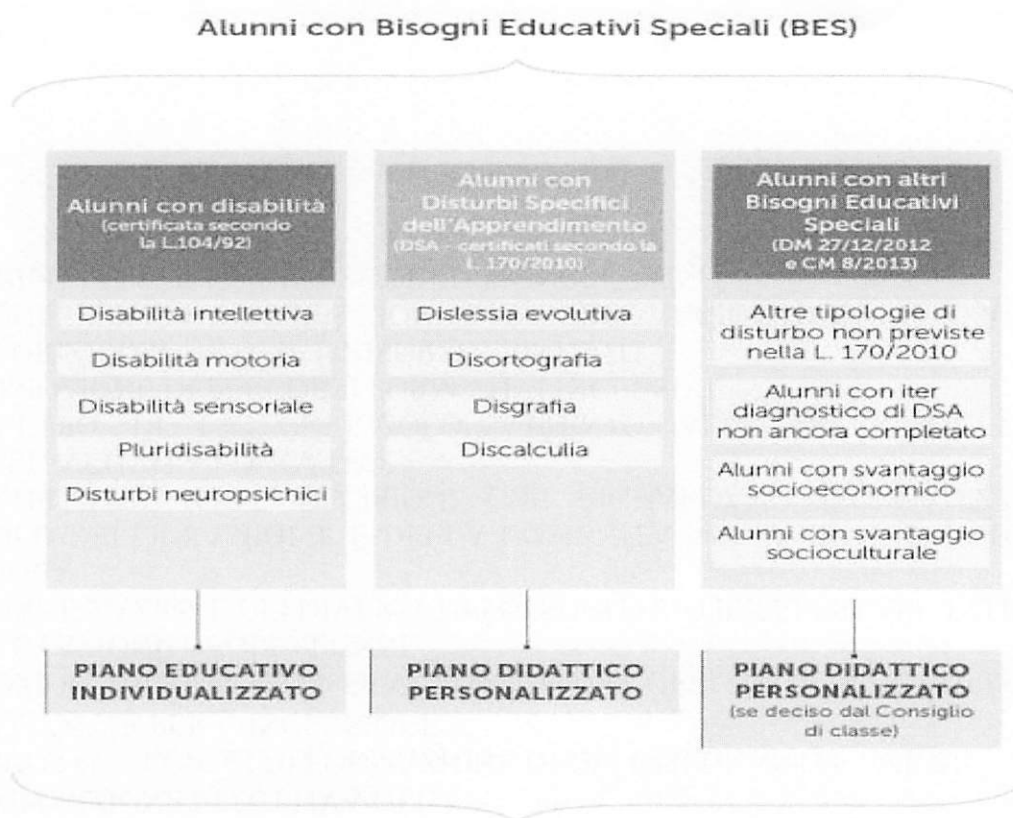 Alunni con Bisogni Educativi Speciali (BES)
Alunni con disabilità
(certificata secondo
la L.104/92)
Disabilità intellettiva
Disabilità motoria
Disabilità sensoriale
Pluridisabilità
Disturbi neuropsichici
PIANO EDUCATIVO
INDIVIDUALIZZATO
Alunni con
Disturbi Specifici
dell'Apprendimento
(DSA – certificati secondo la
L. 170/2010)
Dislessia evolutiva
Disortografia
Disgrafia
Discalculia
PIANO DIDATTICO
PERSONALIZZATO
Alunni con altri
Bisogni Educativi
Speciali
(DM 27/12/2012
e CM 8/2013)
Altre tipologie di
disturbo non previste
nella L. 170/2010
Alunni con iter
diagnostico di DSA
non ancora completato
Alunni con svantaggio
socioeconomico
Alunni con svantaggio
socioculturale
PIANO DIDATTICO
PERSONALIZZATO
(se deciso dal Consiglio
di classe)